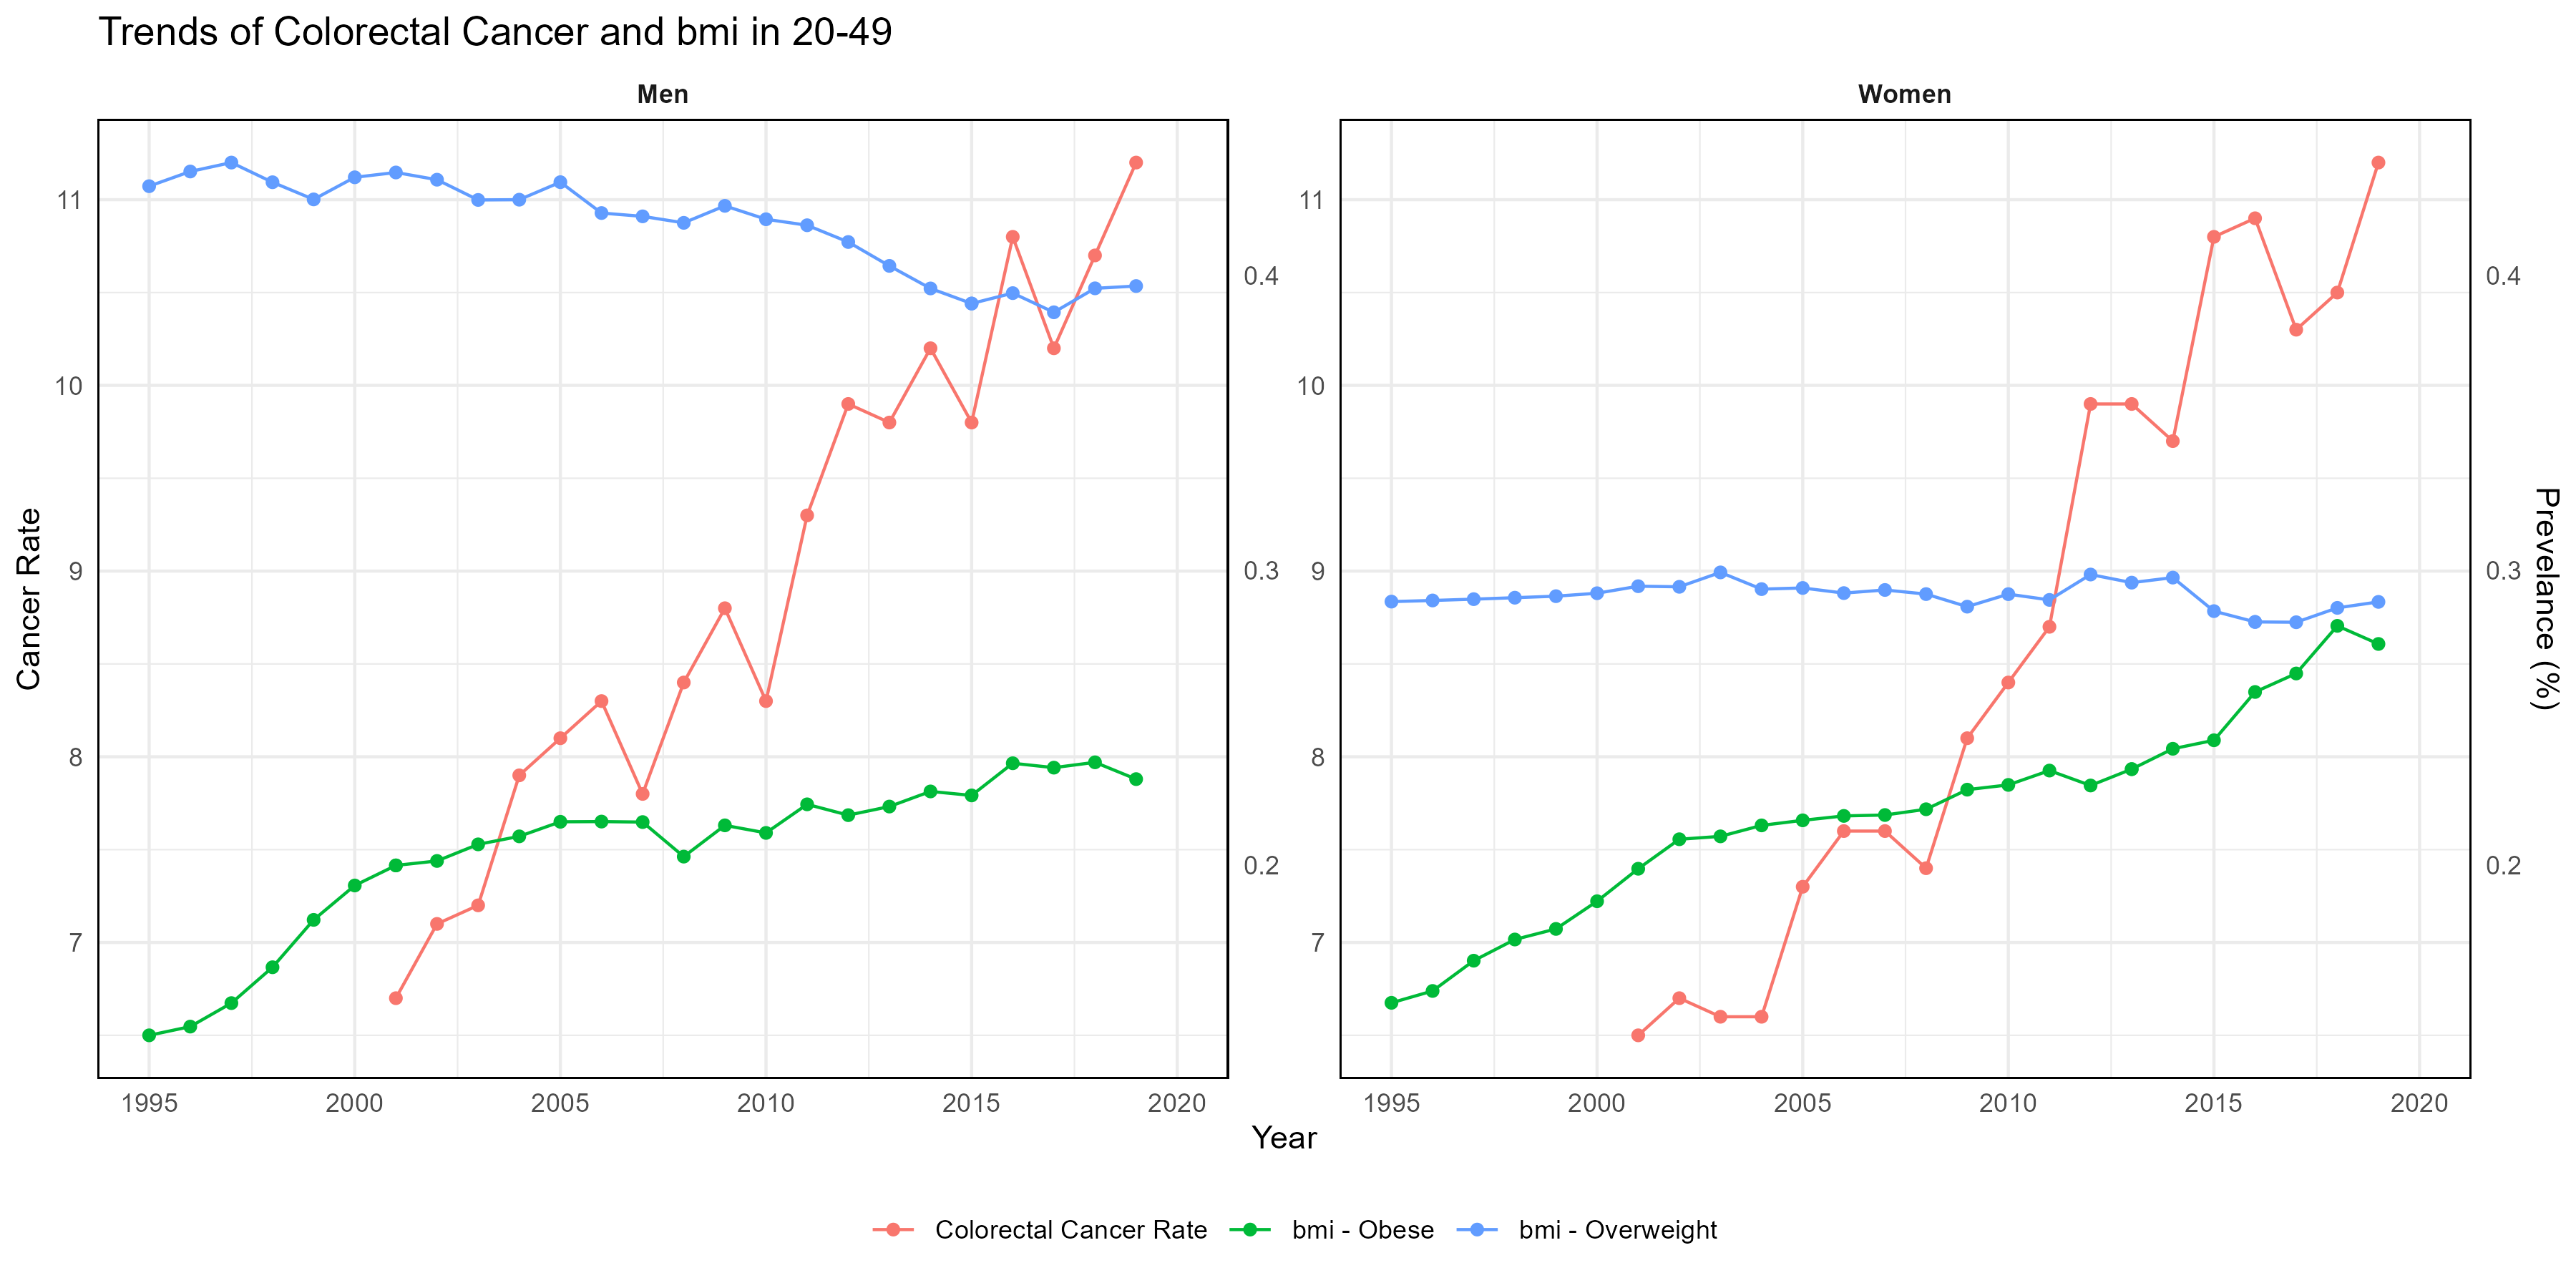 Trends of Colorectal Cancer and bmi in 20-49
Men
Women
Cancer Rate
11
10
9
8
7
0.4
0.3
0.2
11
10
9
8
7
0.4
0.3
0.2
Prevelance (%)
1995 2000 2005 2010 2015 2020
1995 2000 2005 2010 2015 2020
Year
Colorectal Cancer Rate bmi - Obese bmi - Overweight